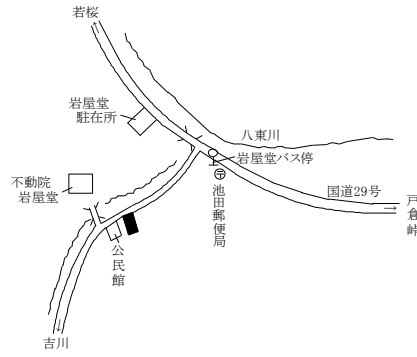 若桜
岩屋堂
駐在所
八東川
岩屋堂バス停
不動院
岩屋堂
国道29号
戸倉峠
〒
池田郵便局
公民館
吉川